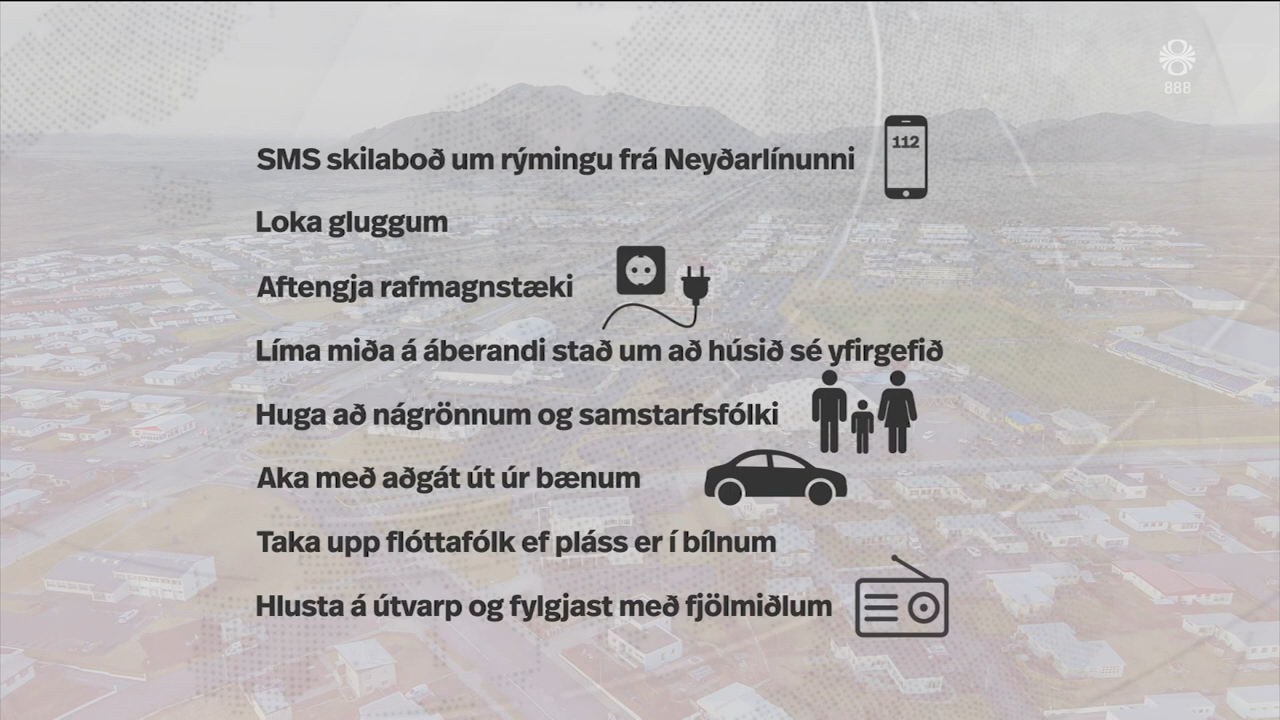 888
SMS skilaboð um rýmingu frá Neyðarlínunni
112
Loka gluggum
Aftengja rafmagnstæki
Líma miða á áberandi stað um að húsið sé yfirgefið
Huga að nágrönnum og samstarfsfólki
Aka með aðgát út úr bænum
Taka upp flóttafólk ef pláss er í bílnum
Hlusta á útvarp og fylgjast með fjölmiðlum